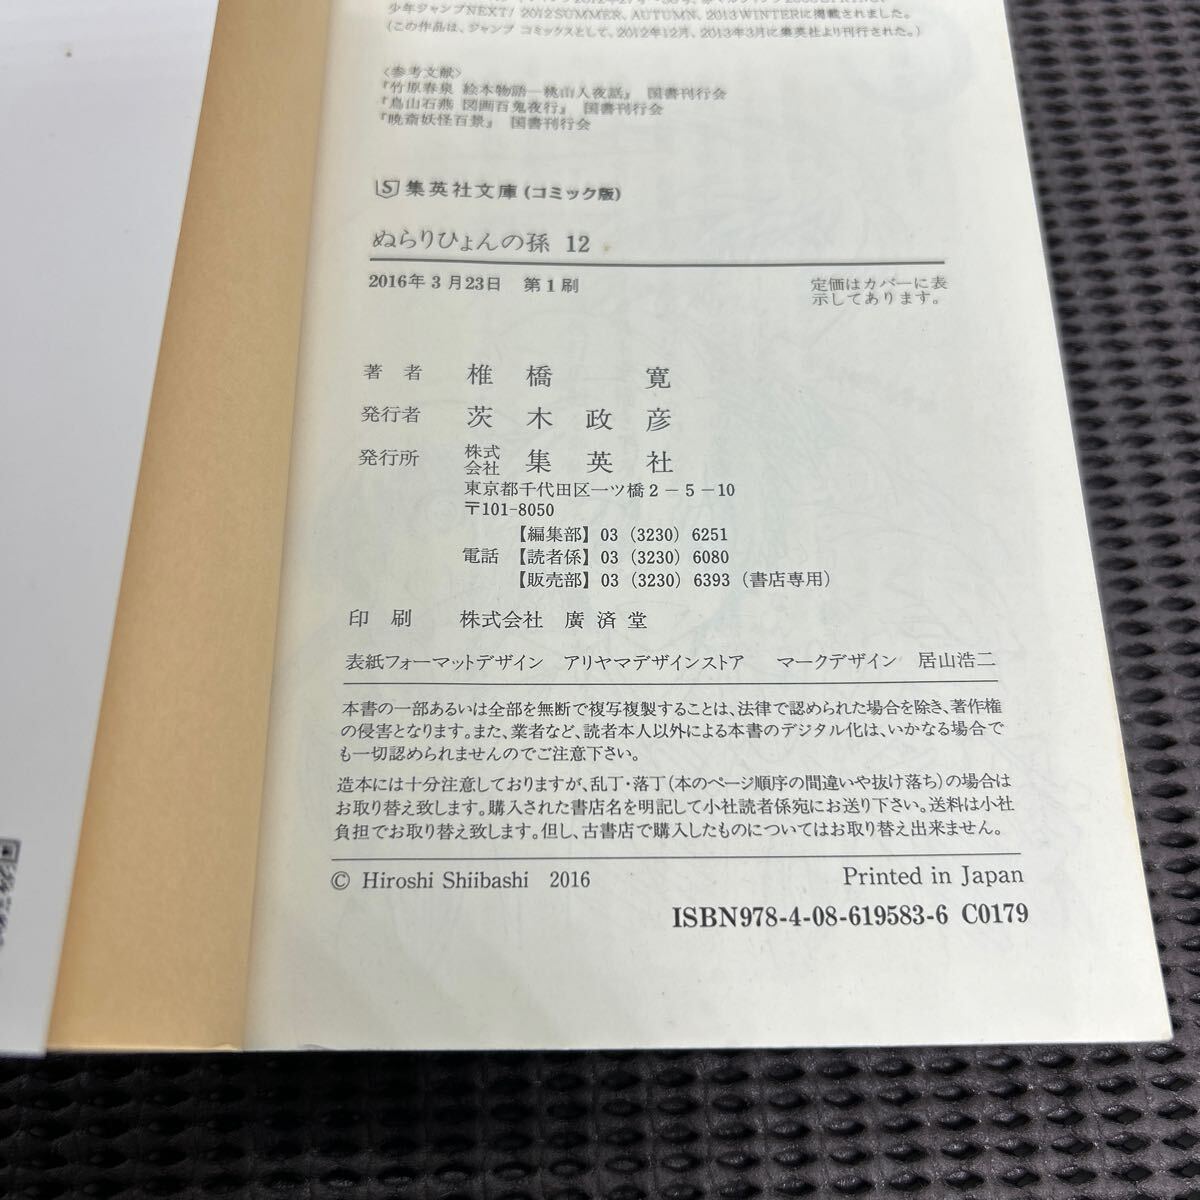 少年ジャンプNEXT! 2012SUMMER、AUTUMN、2013WINTERに掲載されました。
(この作品は、ジャンプ コミックスとして、2012年12月、2013年3月に集英社より刊行された。)
〈参考文献〉
『竹原春泉 絵本物語―桃山人夜話』 国書刊行会
『鳥山石燕 図画百鬼夜行』 国書刊行会
『暁斎妖怪百景』 国書刊行会
S 集英社文庫(コミック版)
ぬらりひょんの孫 12
2016年3月23日 第1刷
定価はカバーに表
示してあります。
著者 椎橋 寛
発行者 茨木政彦
発行所 株式会社 集英社
東京都千代田区一ツ橋2-5-10
〒101-8050
【編集部】03(3230)6251
電話【読者係】03(3230)6080
【販売部】03(3230)6393(書店専用)
印刷 株式会社 廣済堂
表紙フォーマットデザイン アリヤマデザインストア マークデザイン 居山浩二
本書の一部あるいは全部を無断で複写複製することは、法律で認められた場合を除き、著作権
の侵害となります。また、業者など、読者本人以外による本書のデジタル化は、いかなる場合で
も一切認められませんのでご注意下さい。
造本には十分注意しておりますが、乱丁・落丁(本のページ順序の間違いや抜け落ち)の場合は
お取り替え致します。購入された書店名を明記して小社読者係宛にお送り下さい。送料は小社
負担でお取り替え致します。但し、古書店で購入したものについてはお取り替え出来ません。
© Hiroshi Shiibashi 2016
Printed in Japan
ISBN978-4-08-619583-6 C0179